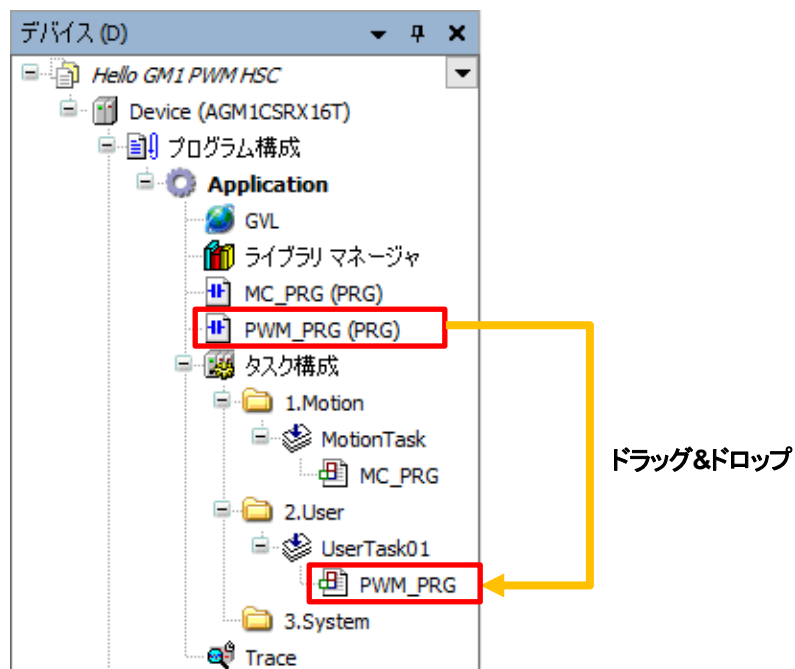 デバイス (D)
Hello GM1 PWM HSC
Device (AGM1CSRX16T)
プログラム構成
Application
GVL
ライブラリ マネージャ
MC_PRG (PRG)
PWM_PRG (PRG)
タスク構成
1.Motion
MotionTask
MC_PRG
ドラッグ&ドロップ
2.User
UserTask01
PWM_PRG
3.System
Trace